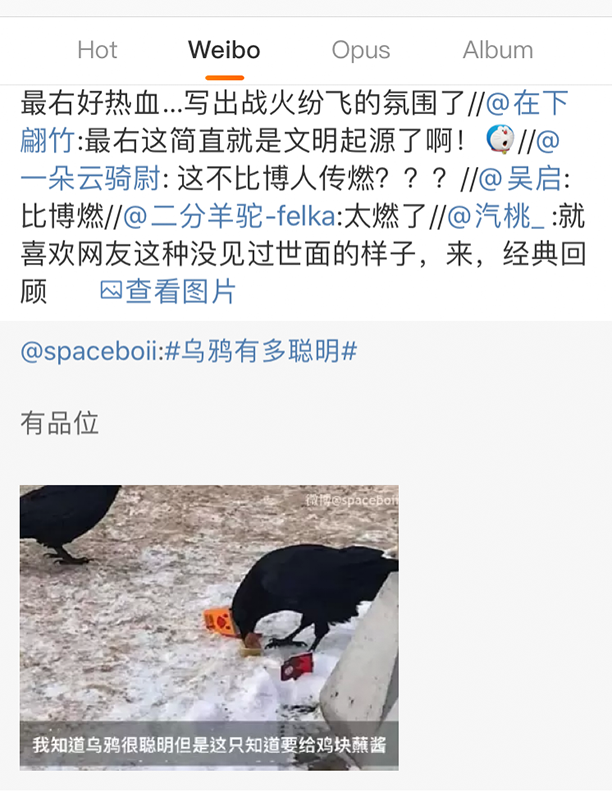 Hot Weibo Opus Album
最右好热血...写出战火纷飞的氛围了//@在下
翩竹:最右这简直就是文明起源了啊！//@
一朵云骑尉: 这不比博人传燃？？？//@吴启:
比博燃//@二分羊驼-felka:太燃了//@汽桃_ :就
喜欢网友这种没见过世面的样子，来，经典回
顾 查看图片
@spaceboii:#乌鸦有多聪明#
有品位
微博@spaceboii
我知道乌鸦很聪明但是这只知道要给鸡块蘸酱